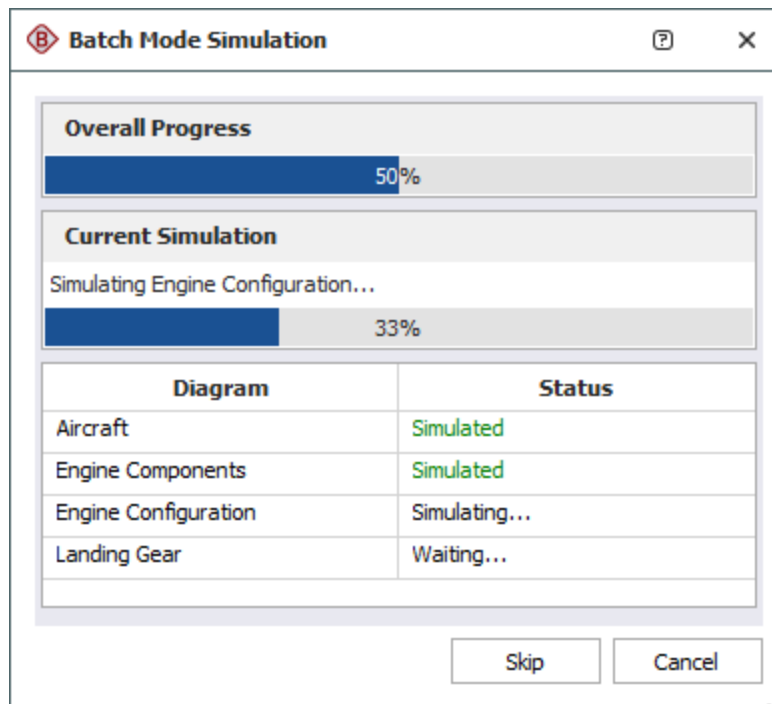 B Batch Mode Simulation ? ×
Overall Progress
50%
Current Simulation
Simulating Engine Configuration...
33%
Diagram Status
Aircraft Simulated
Engine Components Simulated
Engine Configuration Simulating...
Landing Gear Waiting...
Skip Cancel